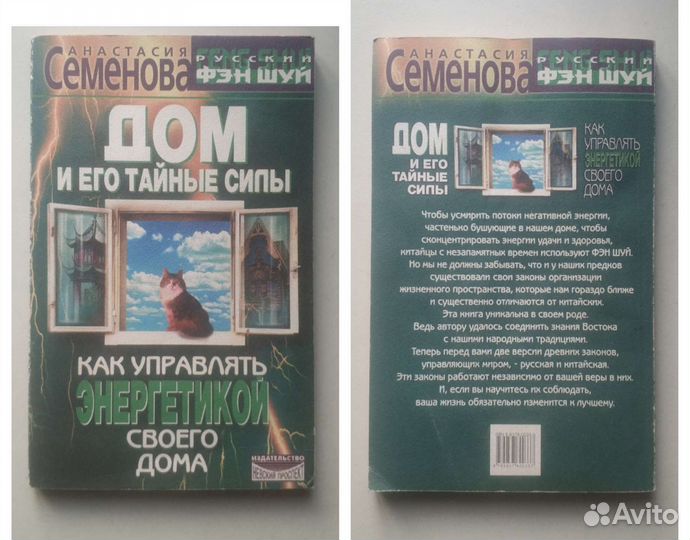 АНАСТАСИЯ
Семенова
РУССКИЙ
ФЭН ШУЙ
ДОМ
И ЕГО ТАЙНЫЕ СИЛЫ
КАК УПРАВЛЯТЬ
ЭНЕРГЕТИКОЙ
СВОЕГО
ДОМА
ИЗДАТЕЛЬСТВО
НЕВСКИЙ ПРОСПЕКТ
АНАСТАСИЯ
Семенова
РУССКИЙ
ФЭН ШУЙ
ДОМ
И ЕГО
ТАЙНЫЕ
СИЛЫ
КАК
УПРАВЛЯТЬ
ЭНЕРГЕТИКОЙ
СВОЕГО
ДОМА
Чтобы усмирить потоки негативной энергии,
частенько бушующие в нашем доме, чтобы
сконцентрировать энергии удачи и здоровья,
китайцы с незапамятных времен используют ФЭН ШУЙ.
Но мы не должны забывать, что и у наших предков
существовали свои законы организации
жизненного пространства, которые нам гораздо ближе
и существенно отличаются от китайских.
Эта книга уникальна в своем роде.
Ведь автору удалось соединить знания Востока
с нашими народными традициями.
Теперь перед вами две версии древних законов,
управляющих миром, - русская и китайская.
Эти законы работают независимо от вашей веры в них.
И, если вы научитесь их соблюдать,
ваша жизнь обязательно изменится к лучшему.
Avito